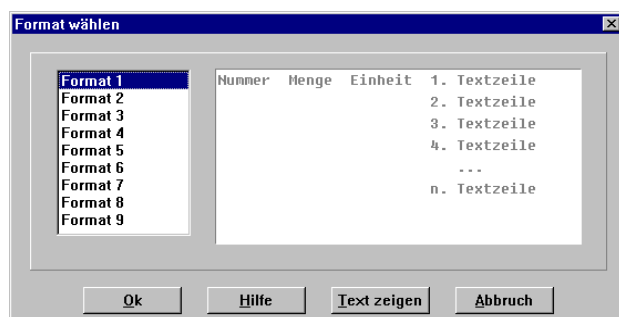 Format wählen
Format 1
Format 2
Format 3
Format 4
Format 5
Format 6
Format 7
Format 8
Format 9
Nummer Menge Einheit 1. Textzeile
2. Textzeile
3. Textzeile
4. Textzeile
...
n. Textzeile
Ok Hilfe Text zeigen Abbruch